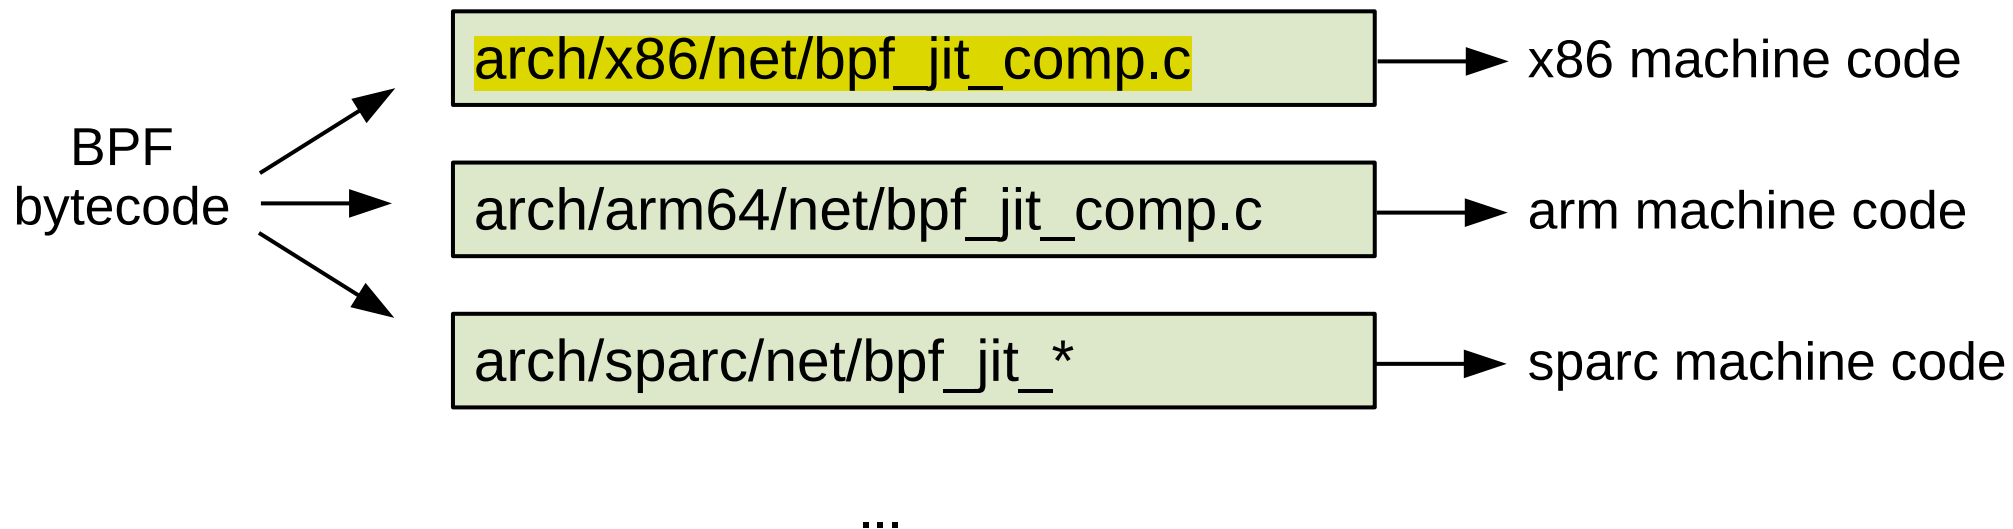 arch/x86/net/bpf_jit_comp.c
x86 machine code
BPF
bytecode
arch/arm64/net/bpf_jit_comp.c
arm machine code
arch/sparc/net/bpf_jit_*
sparc machine code
...